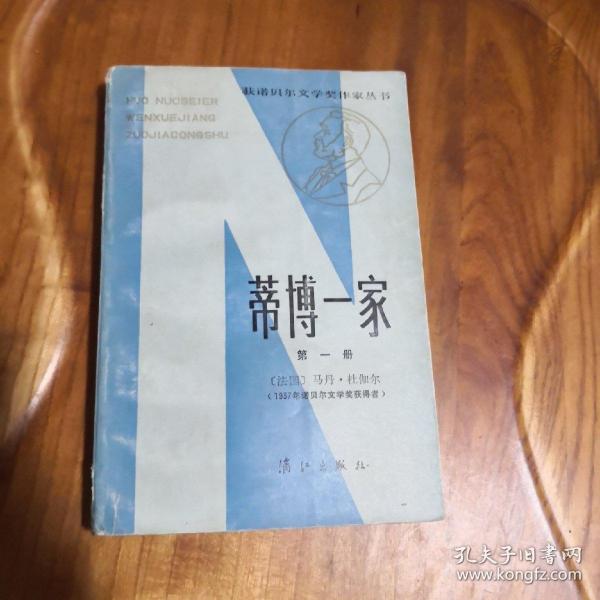 获诺贝尔文学奖作家丛书
HUO NUOBEIER
WENXUEJIANG
ZUOJIACONGSHU
蒂博一家
第一册
〔法国〕马丹·杜伽尔
（1937年诺贝尔文学奖获得者）
漓江出版社
孔夫子旧书网
www.kongfz.com